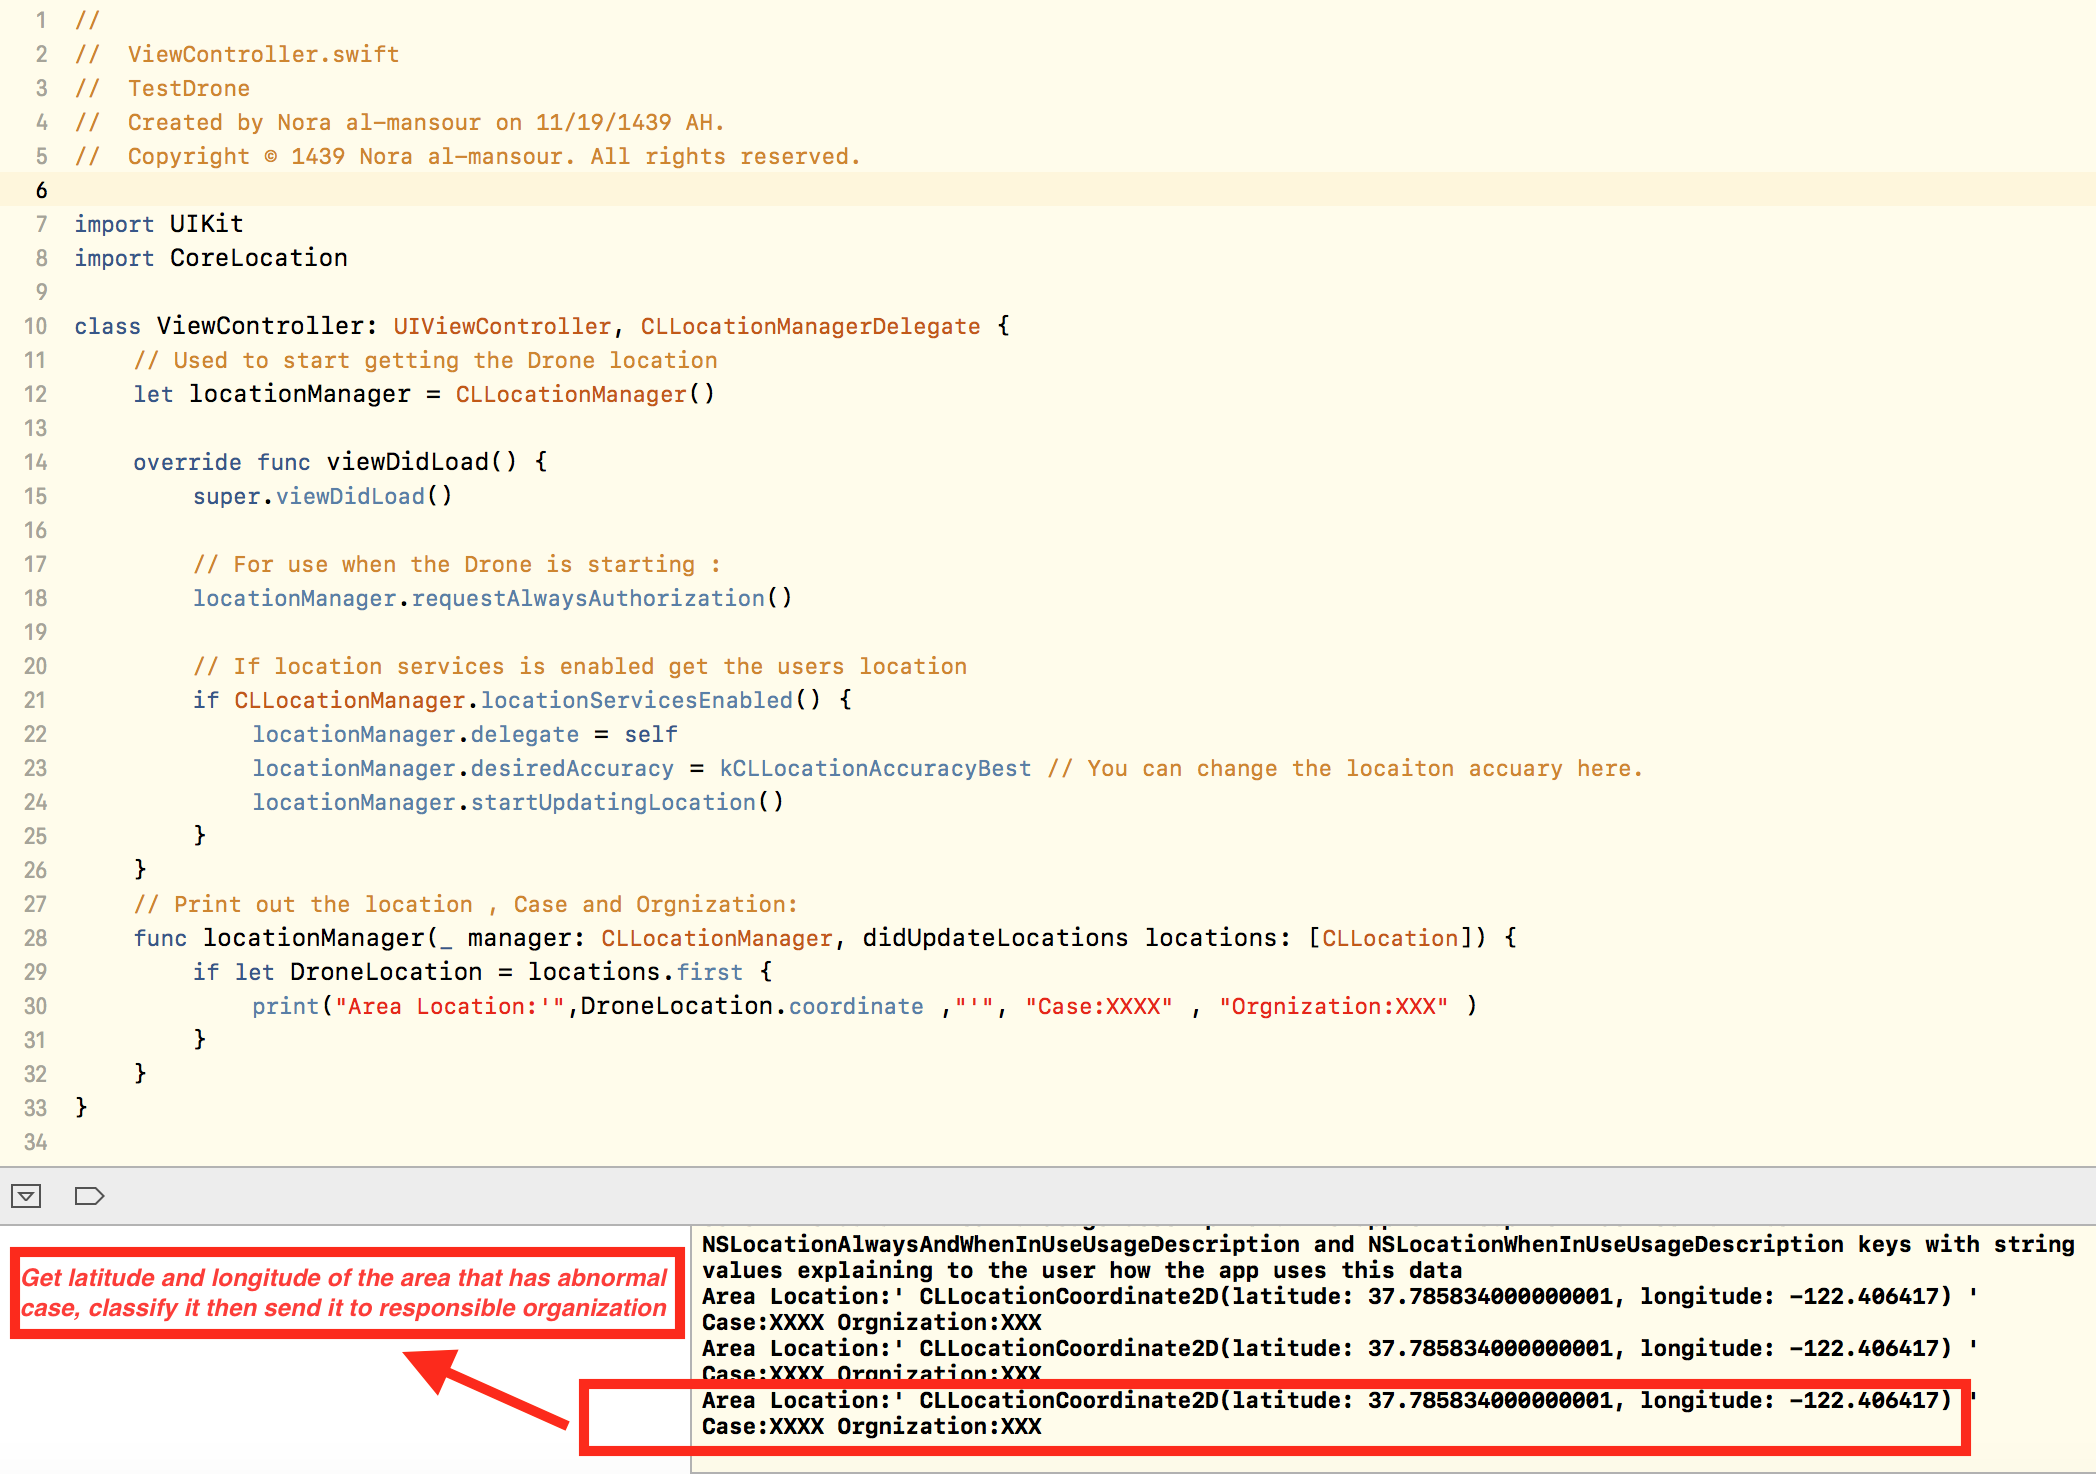 1 //
2 // ViewController.swift
3 // TestDrone
4 // Created by Nora al-mansour on 11/19/1439 AH.
5 // Copyright © 1439 Nora al-mansour. All rights reserved.
6
7 import UIKit
8 import CoreLocation
9
10 class ViewController: UIViewController, CLLocationManagerDelegate {
11 // Used to start getting the Drone location
12 let locationManager = CLLocationManager()
13
14 override func viewDidLoad() {
15 super.viewDidLoad()
16
17 // For use when the Drone is starting :
18 locationManager.requestAlwaysAuthorization()
19
20 // If location services is enabled get the users location
21 if CLLocationManager.locationServicesEnabled() {
22 locationManager.delegate = self
23 locationManager.desiredAccuracy = kCLLocationAccuracyBest // You can change the locaiton accuary here.
24 locationManager.startUpdatingLocation()
25 }
26 }
27 // Print out the location , Case and Orgnization:
28 func locationManager(_ manager: CLLocationManager, didUpdateLocations locations: [CLLocation]) {
29 if let DroneLocation = locations.first {
30 print("Area Location:'",DroneLocation.coordinate ,"'", "Case:XXXX" , "Orgnization:XXX" )
31 }
32 }
33 }
34
Get latitude and longitude of the area that has abnormal
case, classify it then send it to responsible organization
NSLocationAlwaysAndWhenInUseUsageDescription and NSLocationWhenInUseUsageDescription keys with string
values explaining to the user how the app uses this data
Area Location:' CLLocationCoordinate2D(latitude: 37.785834000000001, longitude: -122.406417) '
Case:XXXX Orgnization:XXX
Area Location:' CLLocationCoordinate2D(latitude: 37.785834000000001, longitude: -122.406417) '
Case:XXXX Orgnization:XXX
Area Location:' CLLocationCoordinate2D(latitude: 37.785834000000001, longitude: -122.406417) '
Case:XXXX Orgnization:XXX